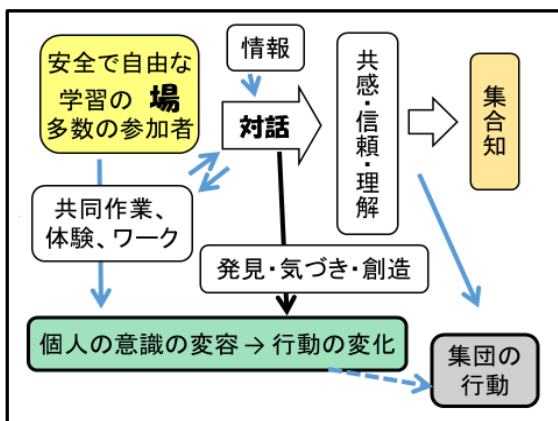 安全で自由な
学習の 場
多数の参加者
情報
対話
共感・信頼・理解
集合知
共同作業、
体験、ワーク
発見・気づき・創造
個人の意識の変容→行動の変化
集団の
行動